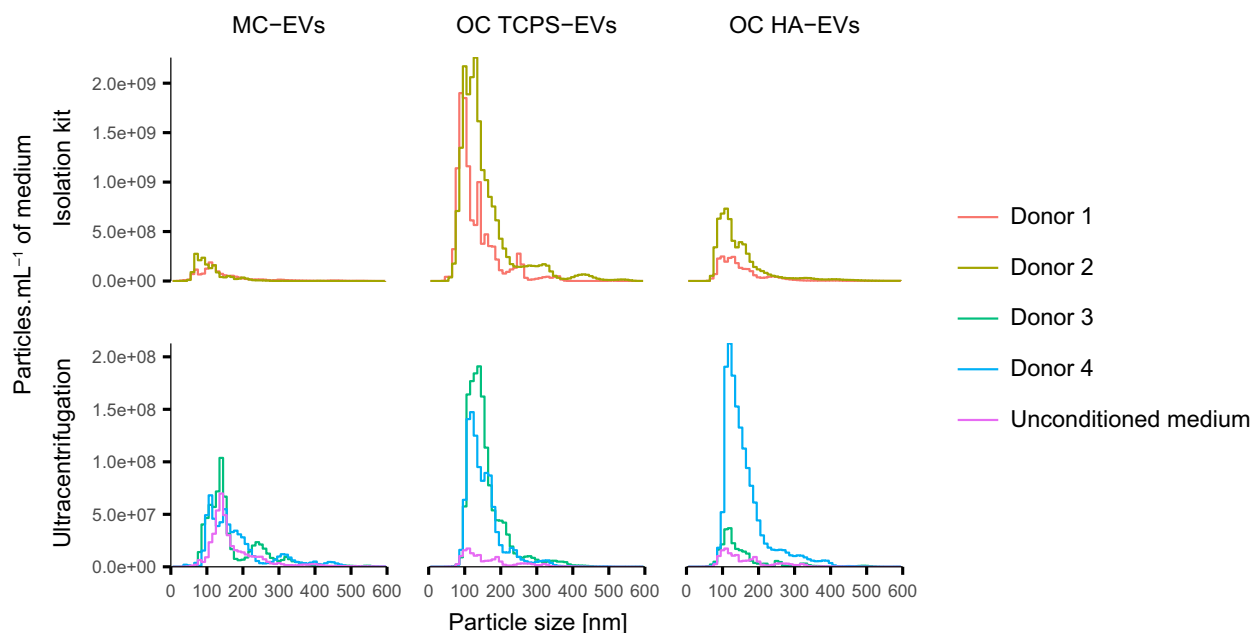 MC−EVs
OC TCPS−EVs
OC HA−EVs
Particles.mL⁻¹ of medium
Isolation kit
2.0e+09
1.5e+09
1.0e+09
5.0e+08
0.0e+00
Ultracentrifugation
2.0e+08
1.5e+08
1.0e+08
5.0e+07
0.0e+00
0 100 200 300 400 500 600
0 100 200 300 400 500 600
0 100 200 300 400 500 600
Particle size [nm]
Donor 1
Donor 2
Donor 3
Donor 4
Unconditioned medium